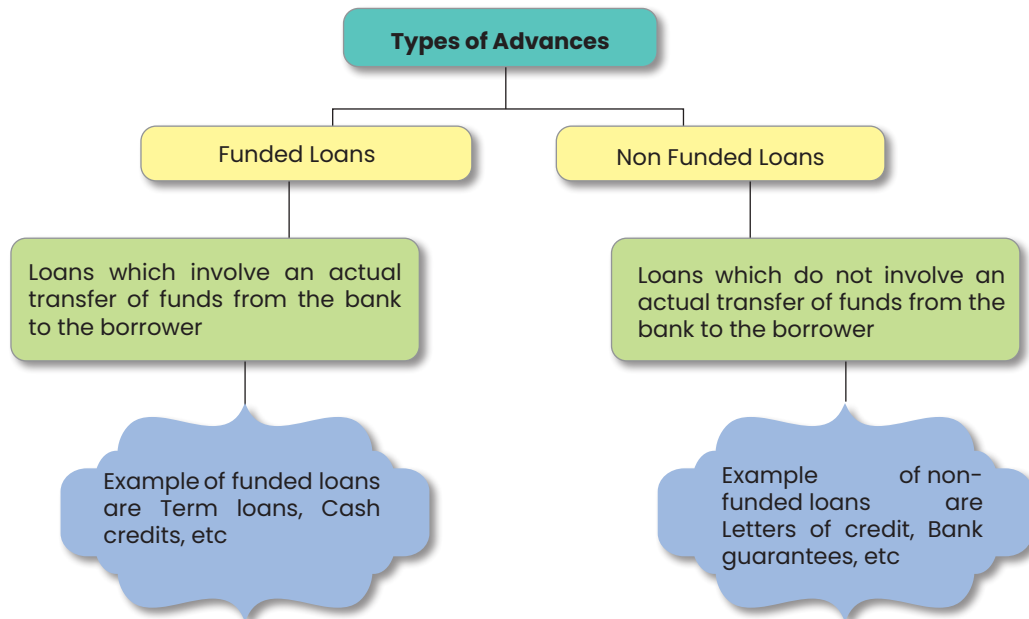 Types of Advances
Funded Loans
Non Funded Loans
Loans which involve an actual
transfer of funds from the bank
to the borrower
Loans which do not involve an
actual transfer of funds from the
bank to the borrower
Example of funded loans
are Term loans, Cash
credits, etc
Example of non-
funded loans are
Letters of credit, Bank
guarantees, etc